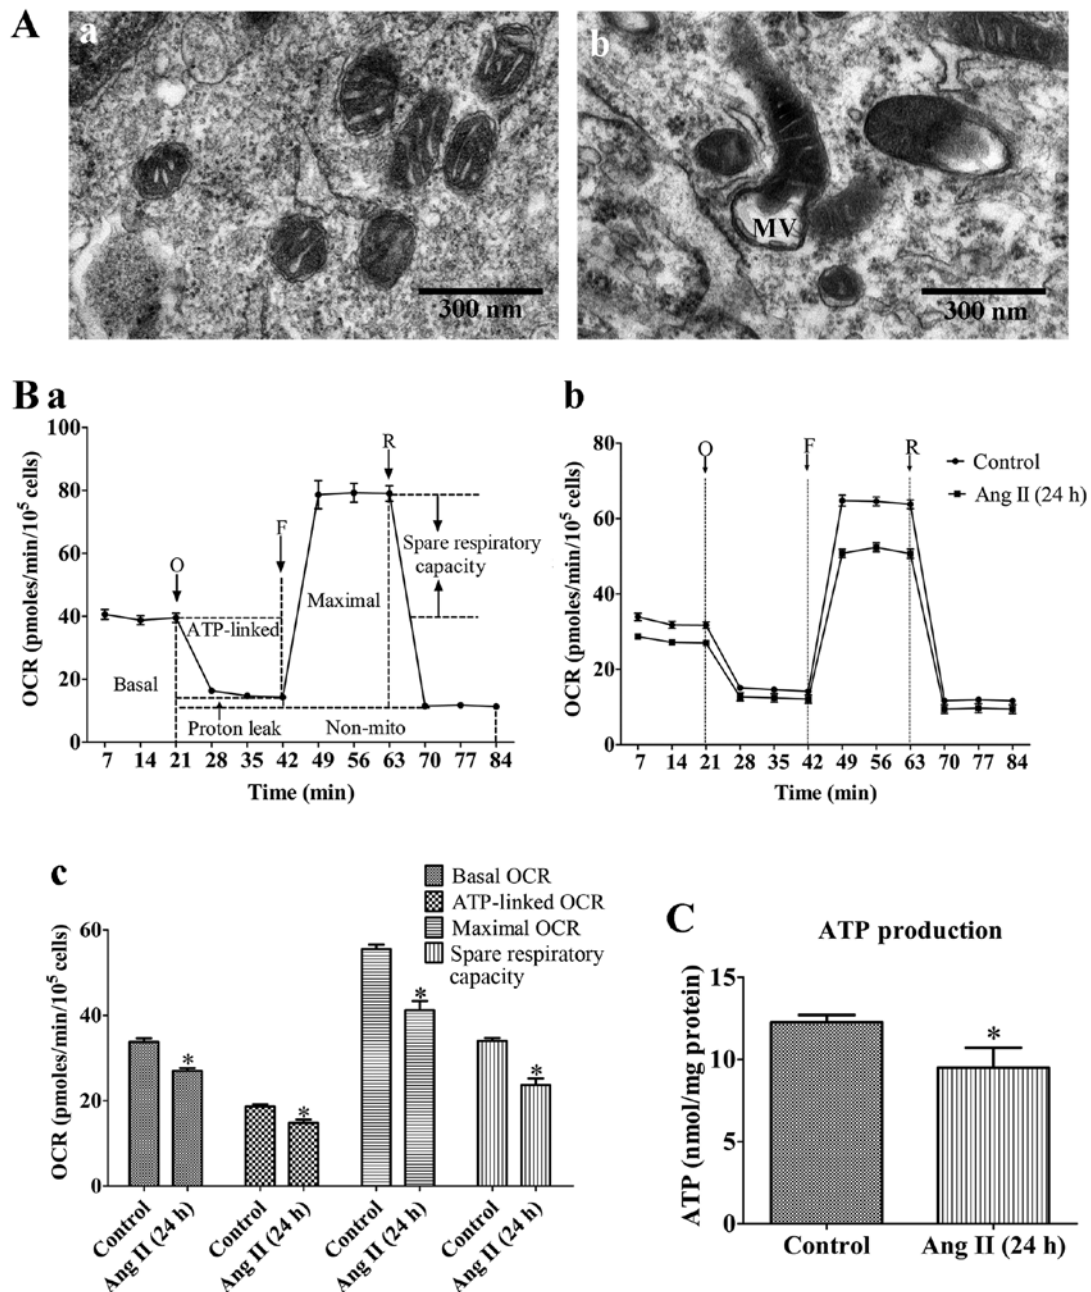 A
a
b
MV
300 nm
300 nm
B a
OCR (pmoles/min/10⁵ cells)
100
80
60
40
20
0
O
F
R
Basal
ATP-linked
Maximal
Spare respiratory
capacity
Proton leak
Non-mito
7 14 21 28 35 42 49 56 63 70 77 84
Time (min)
b
OCR (pmoles/min/10⁵ cells)
80
60
40
20
0
O
F
R
Control
Ang II (24 h)
7 14 21 28 35 42 49 56 63 70 77 84
Time (min)
c
Basal OCR
ATP-linked OCR
Maximal OCR
Spare respiratory
capacity
OCR (pmoles/min/10⁵ cells)
60
40
20
0
*
*
*
*
Control
Ang II (24 h)
Control
Ang II (24 h)
Control
Ang II (24 h)
Control
Ang II (24 h)
C
ATP production
ATP (nmol/mg protein)
15
10
5
0
*
Control
Ang II (24 h)